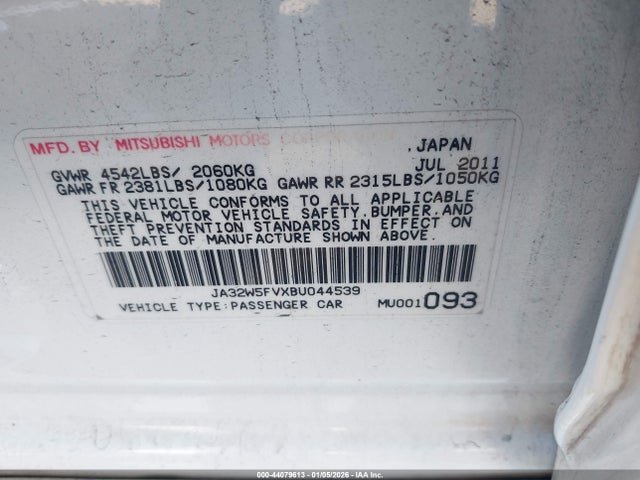 MFD. BY MITSUBISHI MOTORS CORPORATION, JAPAN
GVWR 4542LBS/ 2060KG JUL 2011
GAWR FR 2381LBS/1080KG GAWR RR 2315LBS/1050KG
THIS VEHICLE CONFORMS TO ALL APPLICABLE
FEDERAL MOTOR VEHICLE SAFETY, BUMPER, AND
THEFT PREVENTION STANDARDS IN EFFECT ON
THE DATE OF MANUFACTURE SHOWN ABOVE.
JA32W5FVXBU044539
VEHICLE TYPE:PASSENGER CAR MU001093
000-44079613 - 01/05/2026 - IAA Inc.